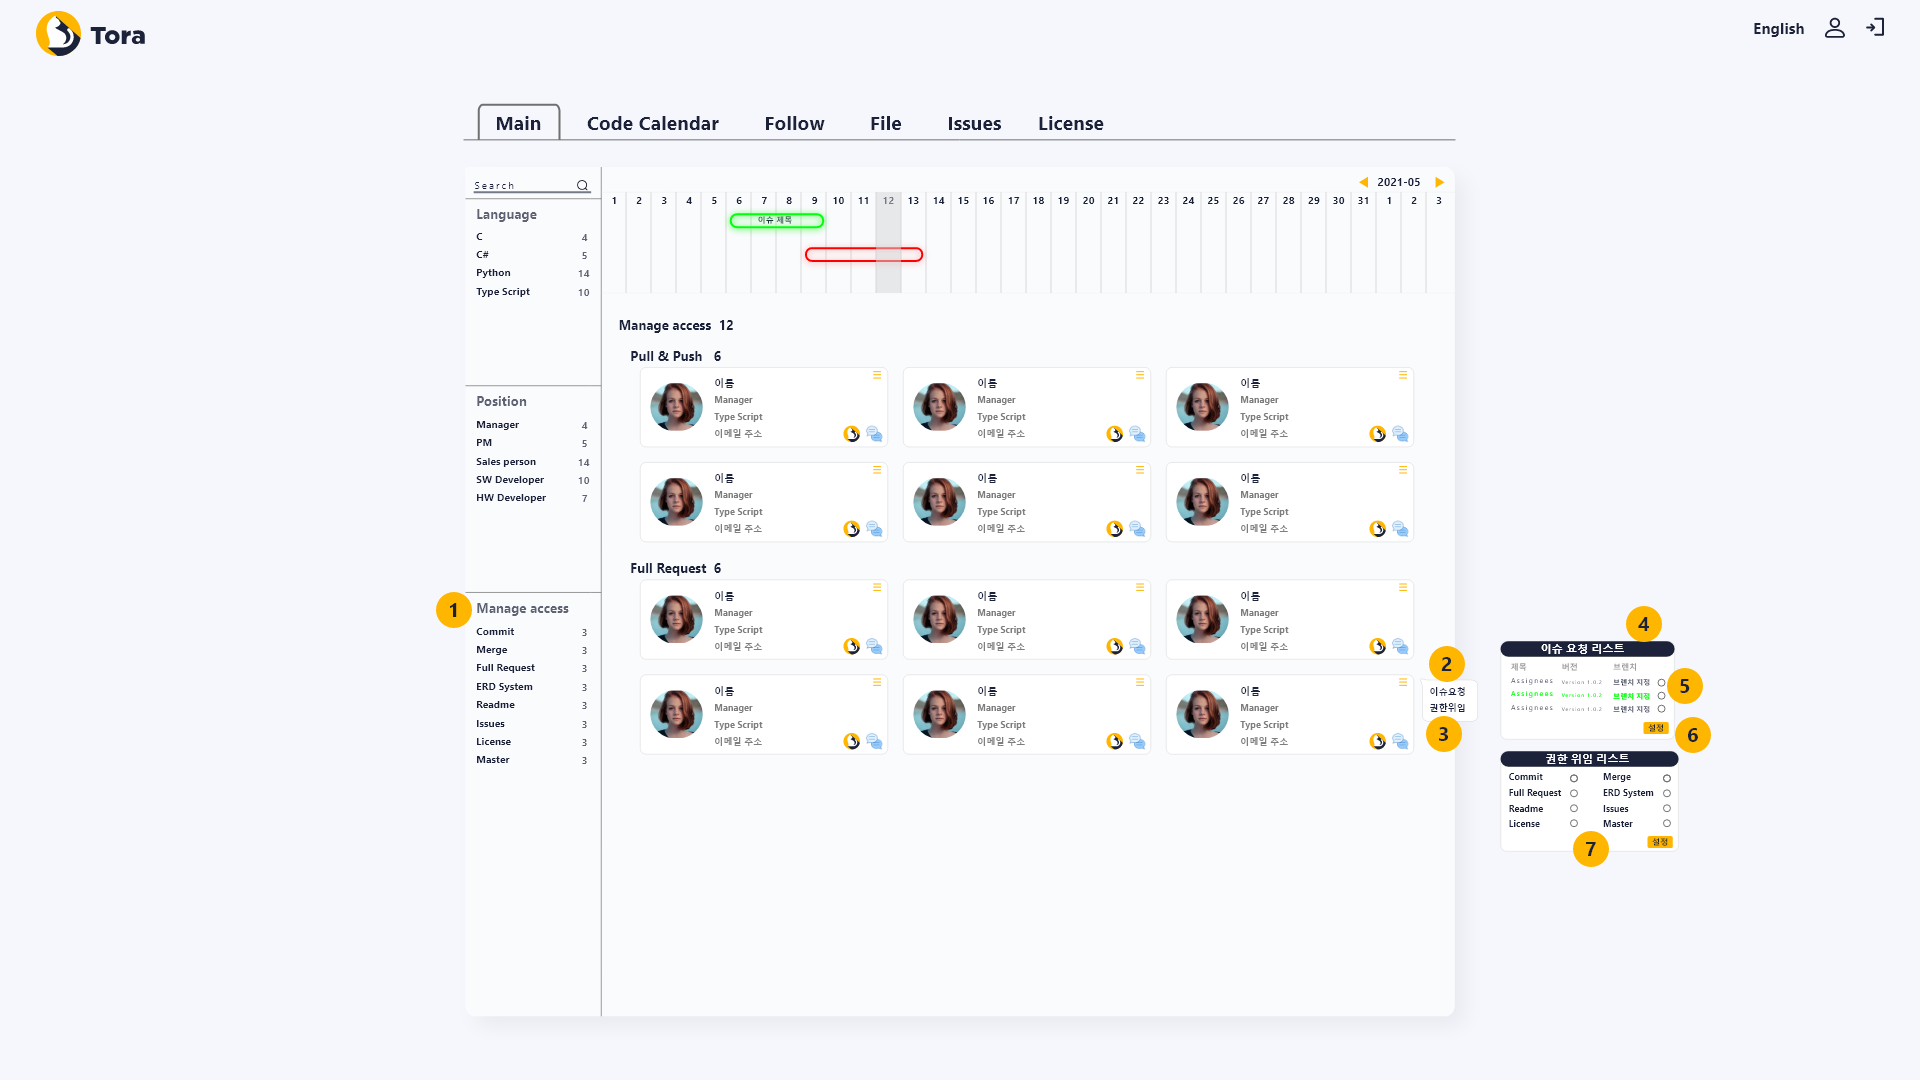 Tora
English
Main
Code Calendar
Follow
File
Issues
License
Search
2021-05
1 2 3 4 5 6 7 8 9 10 11 12 13 14 15 16 17 18 19 20 21 22 23 24 25 26 27 28 29 30 31 1 2 3
이슈 제목
Language
C 4
C# 5
Python 14
Type Script 10
Position
Manager 4
PM 5
Sales person 14
SW Developer 10
HW Developer 7
1
Manage access
Commit 3
Merge 3
Full Request 3
ERD System 3
Readme 3
Issues 3
License 3
Master 3
Manage access 12
Pull & Push 6
이름
Manager
Type Script
이메일 주소
이름
Manager
Type Script
이메일 주소
이름
Manager
Type Script
이메일 주소
이름
Manager
Type Script
이메일 주소
이름
Manager
Type Script
이메일 주소
이름
Manager
Type Script
이메일 주소
Full Request 6
이름
Manager
Type Script
이메일 주소
이름
Manager
Type Script
이메일 주소
이름
Manager
Type Script
이메일 주소
이름
Manager
Type Script
이메일 주소
이름
Manager
Type Script
이메일 주소
이름
Manager
Type Script
이메일 주소
2
이슈요청
권한위임
3
4
이슈 요청 리스트
제목 버전 브랜치
Assignees Version 1.0.2 브랜치 지정
Assignees Version 1.0.2 브랜치 지정
Assignees Version 1.0.2 브랜치 지정
5
설정
6
권한 위임 리스트
Commit Merge
Full Request ERD System
Readme Issues
License Master
설정
7